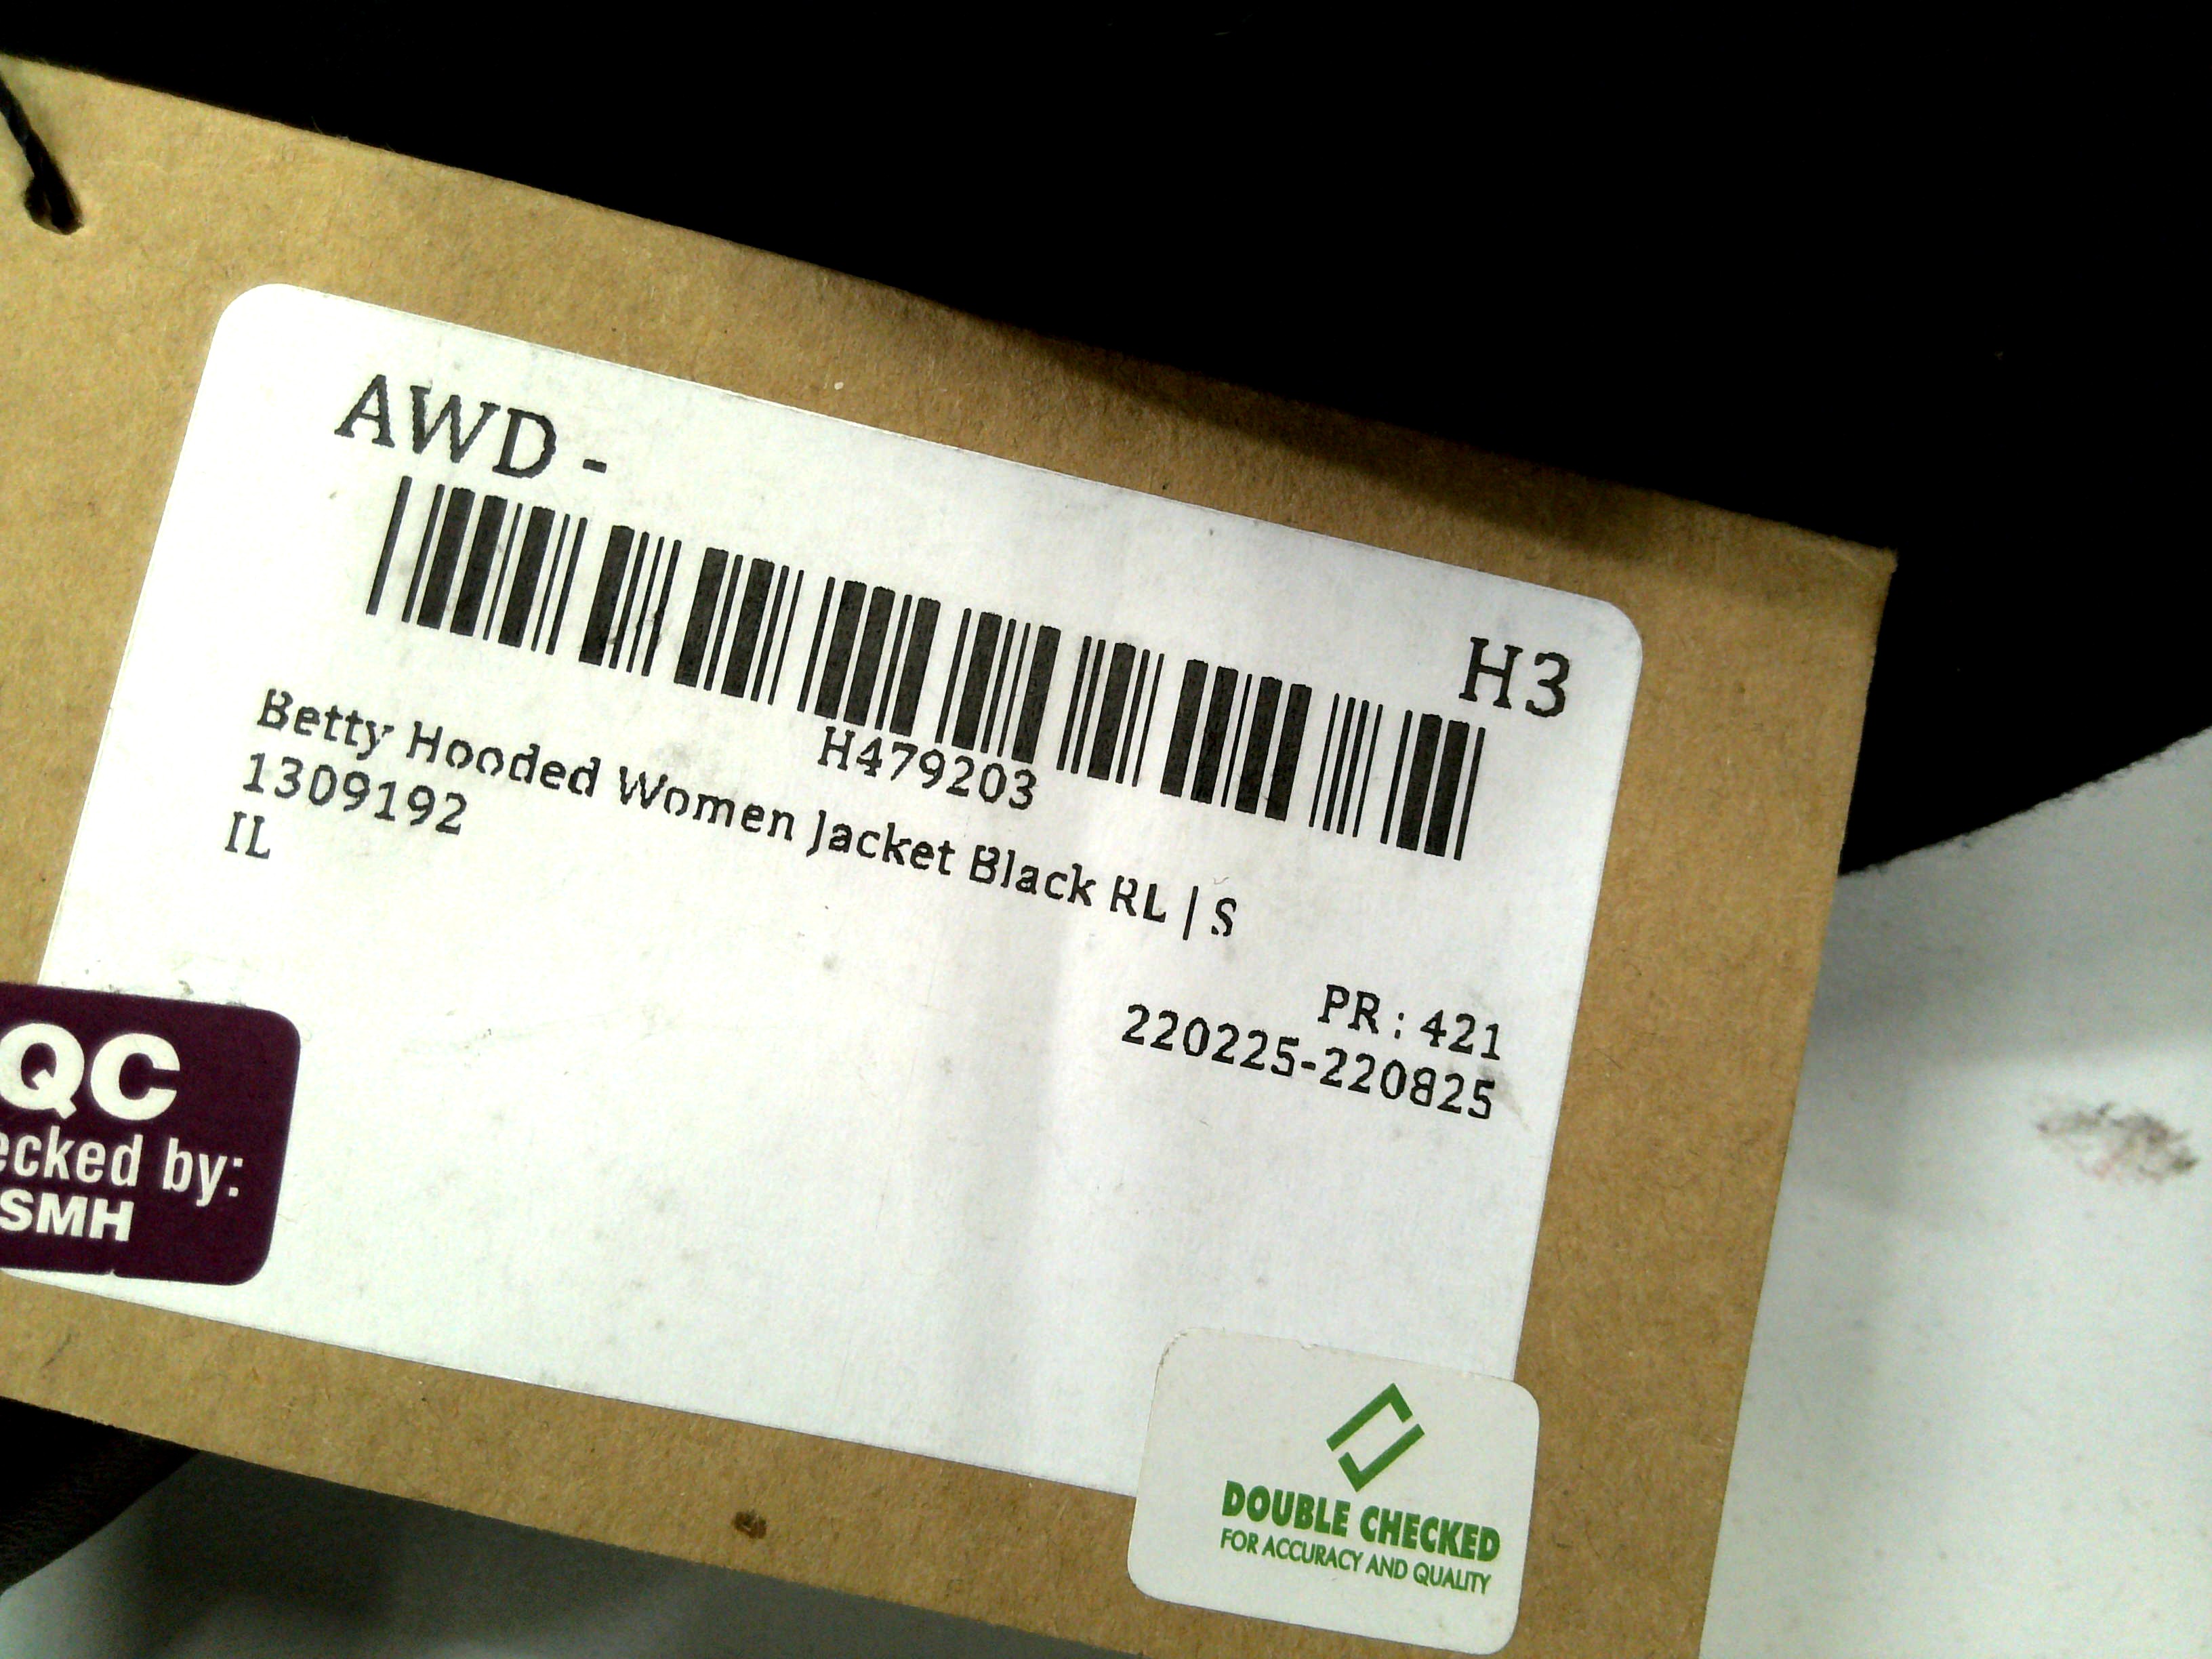 AWD -
H3
H479203
Betty Hooded Women Jacket Black RL | S
1309192
IL
PR : 421
220225-220825
QC
ecked by:
SMH
DOUBLE CHECKED
FOR ACCURACY AND QUALITY